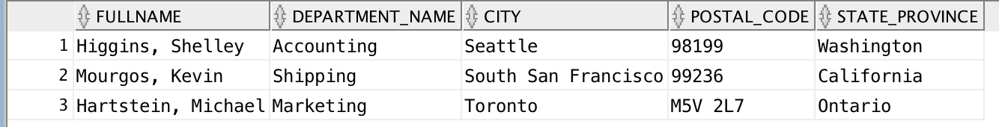 FULLNAME DEPARTMENT_NAME CITY POSTAL_CODE STATE_PROVINCE
1 Higgins, Shelley Accounting Seattle 98199 Washington
2 Mourgos, Kevin Shipping South San Francisco 99236 California
3 Hartstein, Michael Marketing Toronto M5V 2L7 Ontario